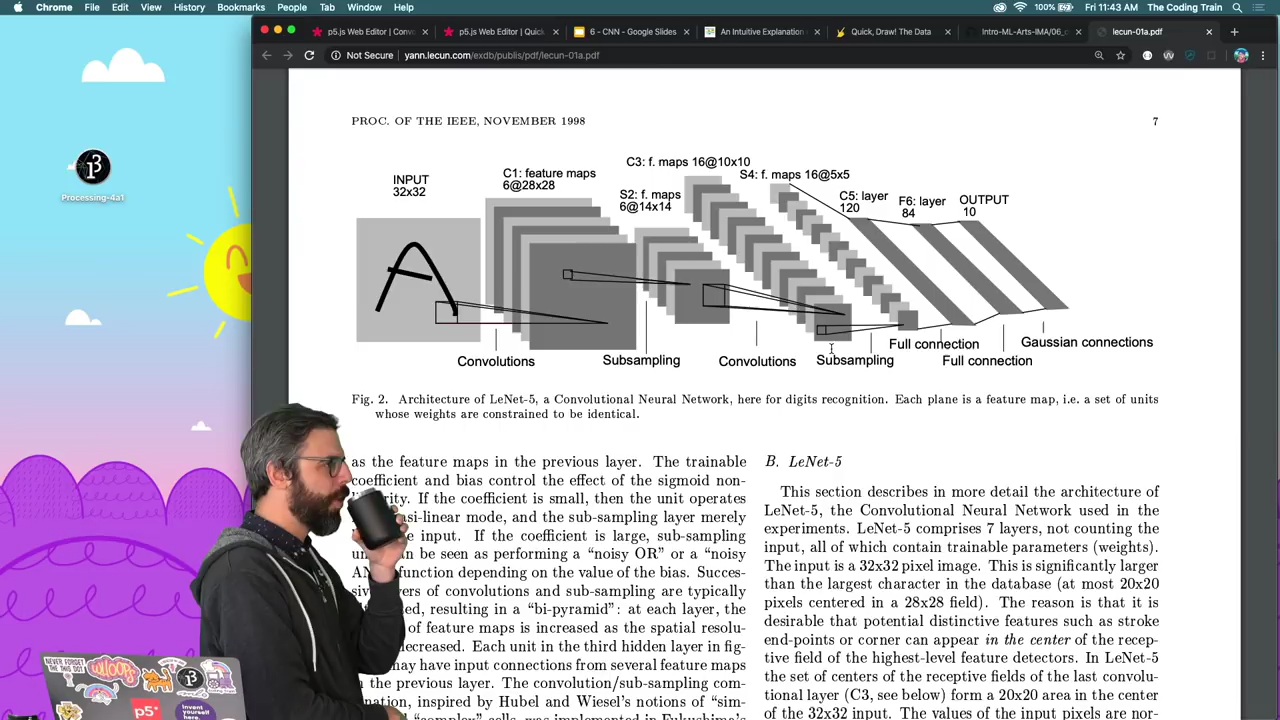 Chrome File Edit View History Bookmarks People Tab Window Help
100% Fri 11:43 AM The Coding Train
p5.js Web Editor | Conv
p5.js Web Editor | Quick
6 - CNN - Google Slides
An Intuitive Explanation
Quick, Draw! The Data
Intro-ML-Arts-IMA/06_
lecun-01a.pdf
Not Secure | yann.lecun.com/exdb/publis/pdf/lecun-01a.pdf
Processing-4a1
PROC. OF THE IEEE, NOVEMBER 1998 7
INPUT
32x32
C1: feature maps
6@28x28
S2: f. maps
6@14x14
C3: f. maps 16@10x10
S4: f. maps 16@5x5
C5: layer
120
F6: layer
84
OUTPUT
10
A
Convolutions
Subsampling
Convolutions
Subsampling
Full connection
Full connection
Gaussian connections
Fig. 2. Architecture of LeNet-5, a Convolutional Neural Network, here for digits recognition. Each plane is a feature map, i.e. a set of units
whose weights are constrained to be identical.
as the feature maps in the previous layer. The trainable
coefficient and bias control the effect of the sigmoid non-
If the coefficient is small, then the unit operates
mode, and the sub-sampling layer merely
input. If the coefficient is large, sub-sampling
can be seen as performing a “noisy OR” or a “noisy
function depending on the value of the bias. Succes-
layers of convolutions and sub-sampling are typically
resulting in a “bi-pyramid”: at each layer, the
of feature maps is increased as the spatial resolu-
decreased. Each unit in the third hidden layer in fig-
may have input connections from several feature maps
the previous layer. The convolution/sub-sampling com-
inspired by Hubel and Wiesel's notions of “sim-
“complex” cells, was implemented in Fukushima's
B. LeNet-5
This section describes in more detail the architecture of
LeNet-5, the Convolutional Neural Network used in the
experiments. LeNet-5 comprises 7 layers, not counting the
input, all of which contain trainable parameters (weights).
The input is a 32x32 pixel image. This is significantly larger
than the largest character in the database (at most 20x20
pixels centered in a 28x28 field). The reason is that it is
desirable that potential distinctive features such as stroke
end-points or corner can appear in the center of the recep-
tive field of the highest-level feature detectors. In LeNet-5
the set of centers of the receptive fields of the last convolu-
tional layer (C3, see below) form a 20x20 area in the center
of the 32x32 input. The values of the input pixels are nor-
NEVER FORGET
THE THIS DOT
p5*
Invent
yourself
here.